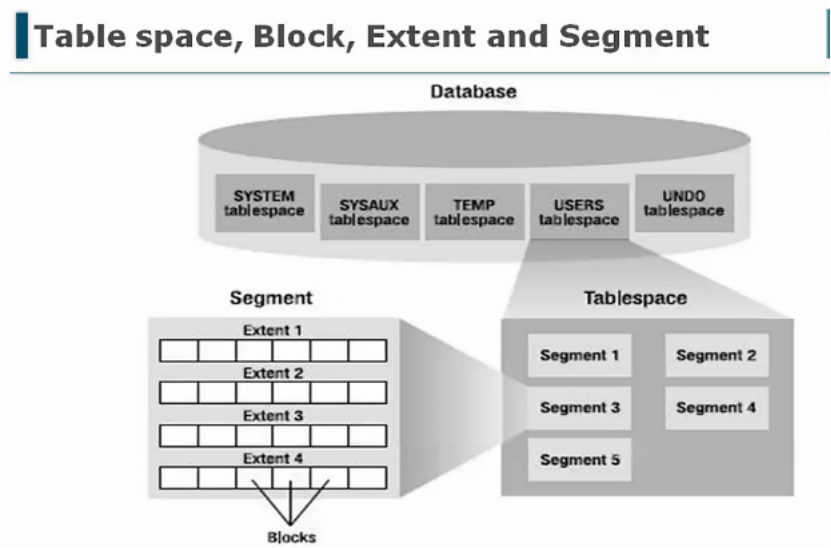 Table space, Block, Extent and Segment
Database
SYSTEM
tablespace
SYSAUX
tablespace
TEMP
tablespace
USERS
tablespace
UNDO
tablespace
Segment
Extent 1
Extent 2
Extent 3
Extent 4
Blocks
Tablespace
Segment 1
Segment 2
Segment 3
Segment 4
Segment 5